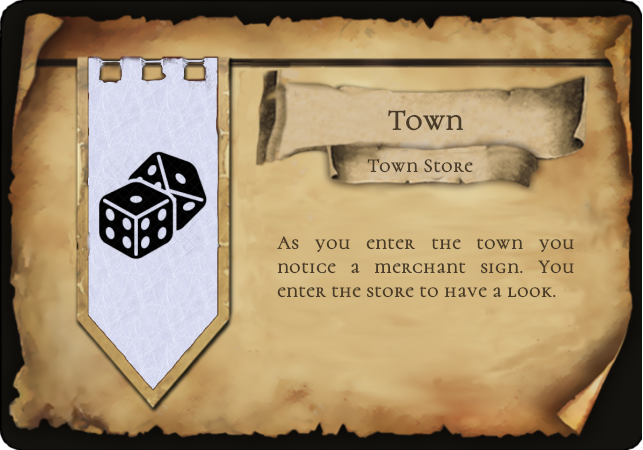 Town
Town Store
As you enter the town you
notice a merchant sign. You
enter the store to have a look.